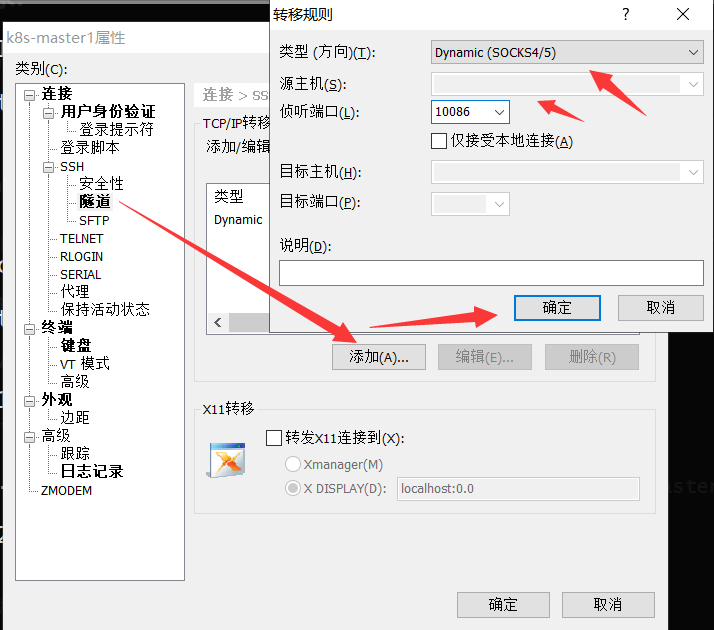 转移规则
?
类型 (方向)(T):
Dynamic (SOCKS4/5)
源主机(S):
侦听端口(L):
10086
仅接受本地连接(A)
目标主机(H):
目标端口(P):
说明(D):
确定
取消
k8s-master1属性
类别(C):
连接
用户身份验证
登录提示符
登录脚本
SSH
安全性
隧道
SFTP
TELNET
RLOGIN
SERIAL
代理
保持活动状态
终端
键盘
VT 模式
高级
外观
边距
高级
跟踪
日志记录
ZMODEM
连接 > SS
TCP/IP转移
添加/编辑
类型
Dynamic
添加(A)...
编辑(E)...
删除(R)
X11转移
转发X11连接到(X):
Xmanager(M)
X DISPLAY(D):
localhost:0.0
确定
取消